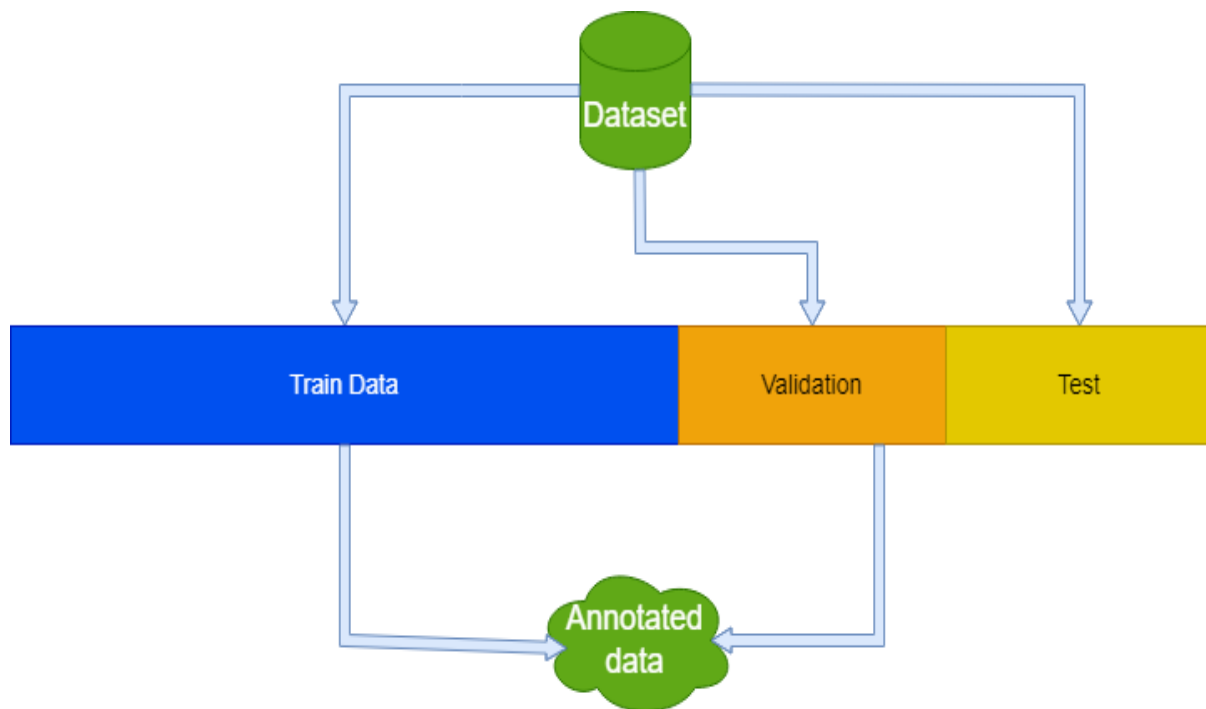 Dataset
Train Data
Validation
Test
Annotated
data